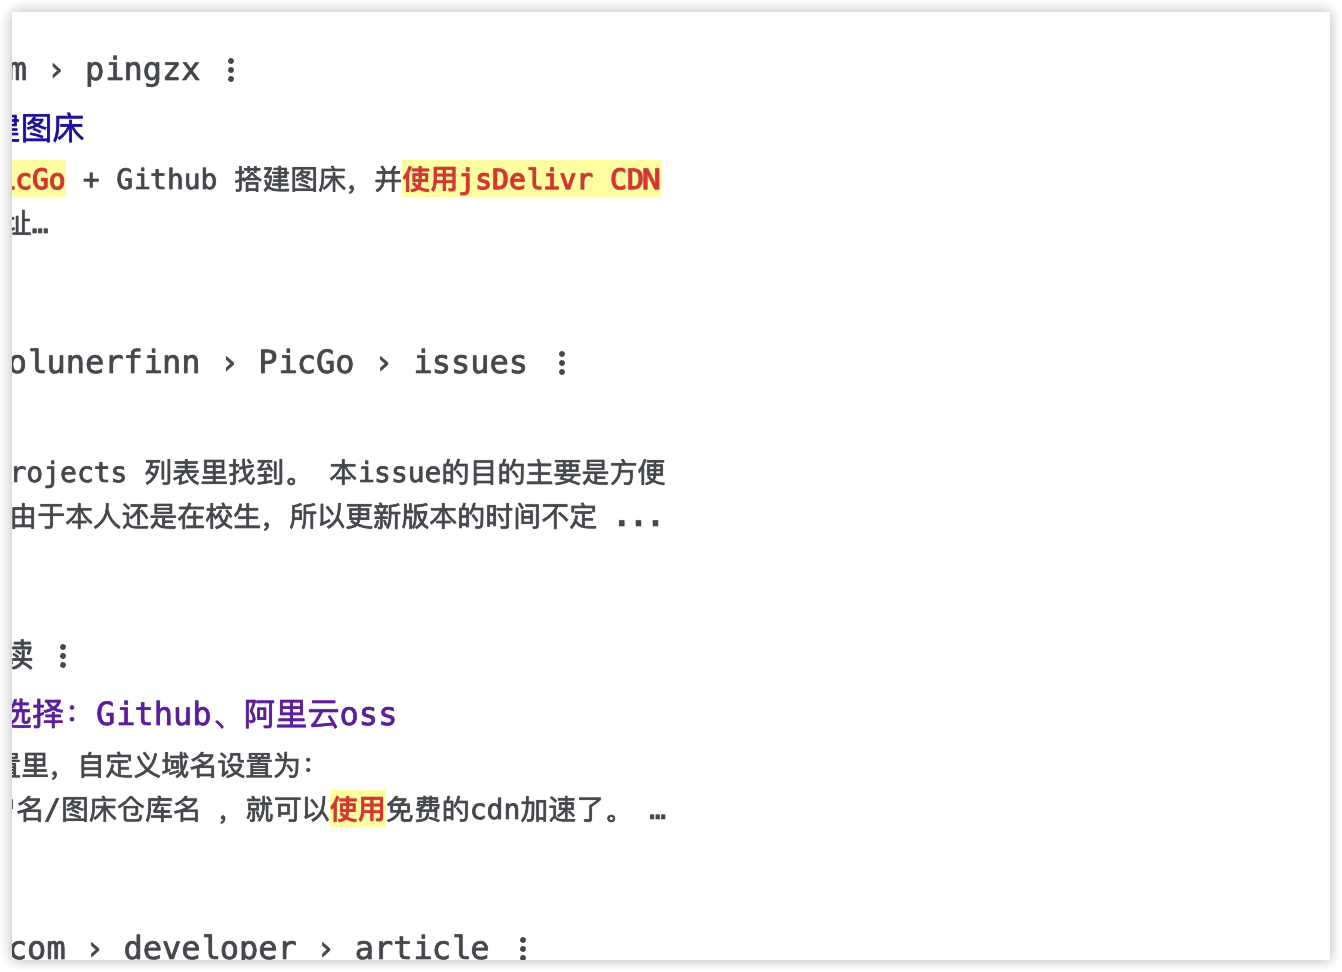 m › pingzx
建图床
icGo + Github 搭建图床，并使用jsDelivr CDN
址…
olunerfinn › PicGo › issues
rojects 列表里找到。 本issue的目的主要是方便
由于本人还是在校生，所以更新版本的时间不定 ...
读
选择：Github、阿里云oss
置里，自定义域名设置为：
名/图床仓库名 ，就可以使用免费的cdn加速了。 …
com › developer › article